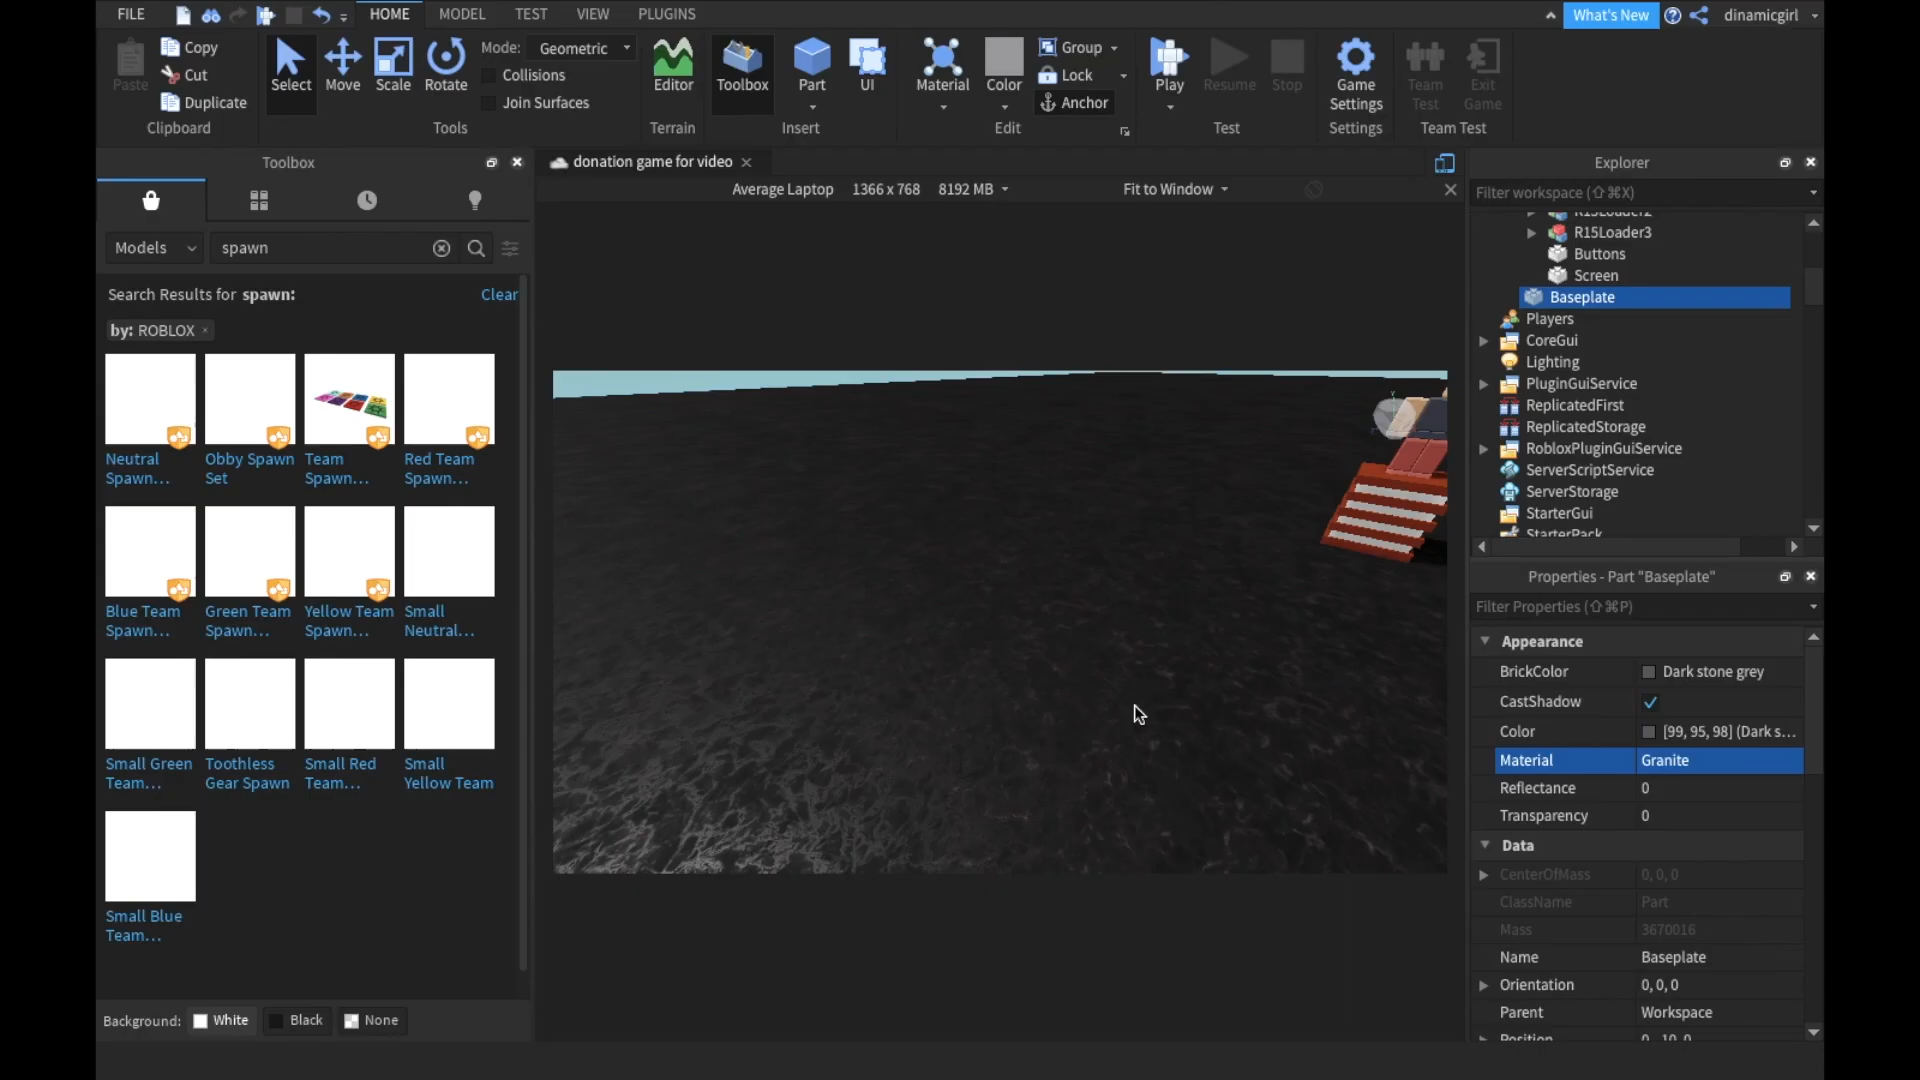 FILE
HOME
MODEL
TEST
VIEW
PLUGINS
What's New
dinamicgirl
Paste
Copy
Cut
Duplicate
Clipboard
Select
Move
Scale
Rotate
Mode: Geometric
Collisions
Join Surfaces
Tools
Editor
Terrain
Toolbox
Part
UI
Insert
Material
Color
Group
Lock
Anchor
Edit
Play
Resume
Stop
Test
Game
Settings
Settings
Team
Test
Exit
Game
Team Test
Toolbox
Models
spawn
Search Results for spawn:
Clear
by: ROBLOX
Neutral
Spawn...
Obby Spawn
Set
Team
Spawn...
Red Team
Spawn...
Blue Team
Spawn...
Green Team
Spawn...
Yellow Team
Spawn...
Small
Neutral...
Small Green
Team...
Toothless
Gear Spawn
Small Red
Team...
Small
Yellow Team
Small Blue
Team...
Background: White Black None
donation game for video
Average Laptop 1366 x 768 8192 MB
Fit to Window
Explorer
Filter workspace (⇧⌘X)
R15Loader2
R15Loader3
Buttons
Screen
Baseplate
Players
CoreGui
Lighting
PluginGuiService
ReplicatedFirst
ReplicatedStorage
RobloxPluginGuiService
ServerScriptService
ServerStorage
StarterGui
StarterPack
Properties - Part "Baseplate"
Filter Properties (⇧⌘P)
Appearance
BrickColor Dark stone grey
CastShadow
Color [99, 95, 98] (Dark s...
Material Granite
Reflectance 0
Transparency 0
Data
CenterOfMass 0, 0, 0
ClassName Part
Mass 3670016
Name Baseplate
Orientation 0, 0, 0
Parent Workspace
Position 0, -10, 0